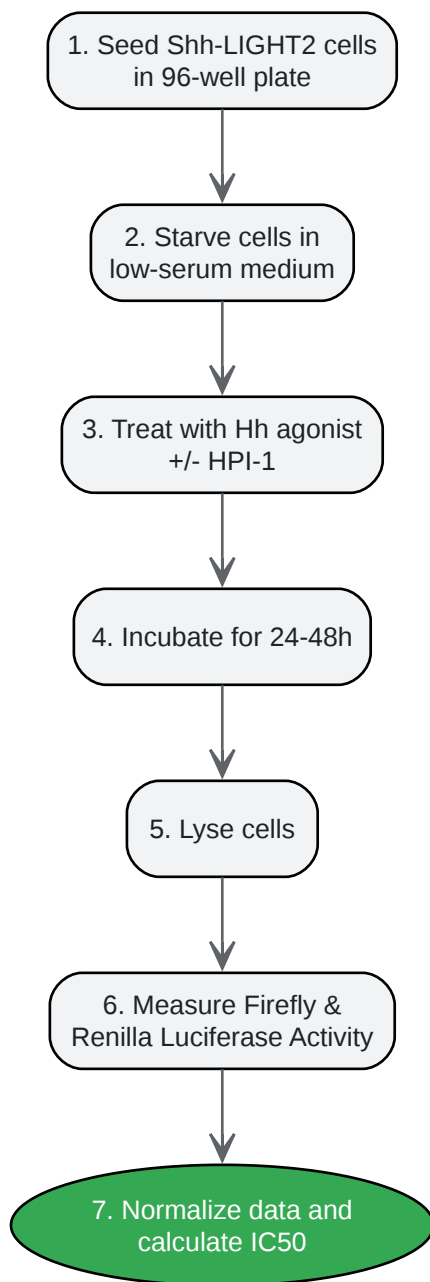 1. Seed Shh-LIGHT2 cells
in 96-well plate
2. Starve cells in
low-serum medium
3. Treat with Hh agonist
+/- HPI-1
4. Incubate for 24-48h
5. Lyse cells
6. Measure Firefly &
Renilla Luciferase Activity
7. Normalize data and
calculate IC50